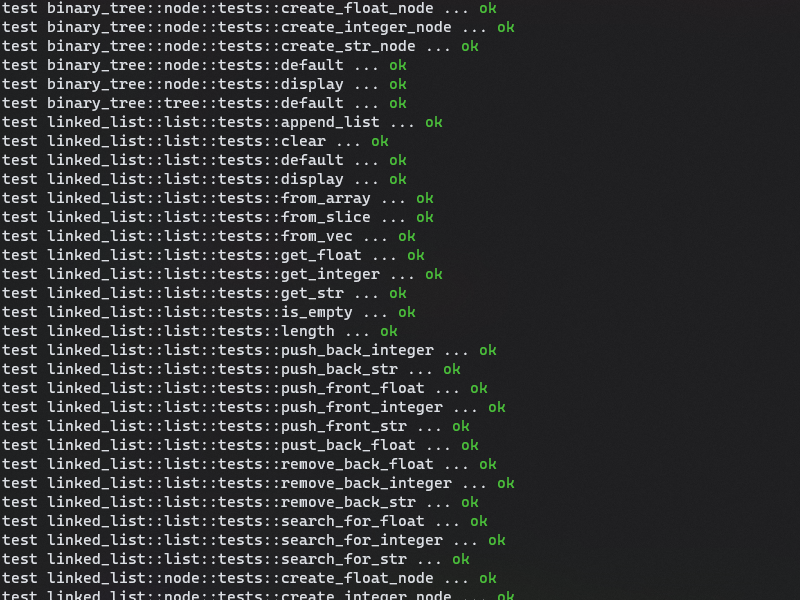 test binary_tree::node::tests::create_float_node ... ok
test binary_tree::node::tests::create_integer_node ... ok
test binary_tree::node::tests::create_str_node ... ok
test binary_tree::node::tests::default ... ok
test binary_tree::node::tests::display ... ok
test binary_tree::tree::tests::default ... ok
test linked_list::list::tests::append_list ... ok
test linked_list::list::tests::clear ... ok
test linked_list::list::tests::default ... ok
test linked_list::list::tests::display ... ok
test linked_list::list::tests::from_array ... ok
test linked_list::list::tests::from_slice ... ok
test linked_list::list::tests::from_vec ... ok
test linked_list::list::tests::get_float ... ok
test linked_list::list::tests::get_integer ... ok
test linked_list::list::tests::get_str ... ok
test linked_list::list::tests::is_empty ... ok
test linked_list::list::tests::length ... ok
test linked_list::list::tests::push_back_integer ... ok
test linked_list::list::tests::push_back_str ... ok
test linked_list::list::tests::push_front_float ... ok
test linked_list::list::tests::push_front_integer ... ok
test linked_list::list::tests::push_front_str ... ok
test linked_list::list::tests::pust_back_float ... ok
test linked_list::list::tests::remove_back_float ... ok
test linked_list::list::tests::remove_back_integer ... ok
test linked_list::list::tests::remove_back_str ... ok
test linked_list::list::tests::search_for_float ... ok
test linked_list::list::tests::search_for_integer ... ok
test linked_list::list::tests::search_for_str ... ok
test linked_list::node::tests::create_float_node ... ok
test linked_list::node::tests::create_integer_node ... ok